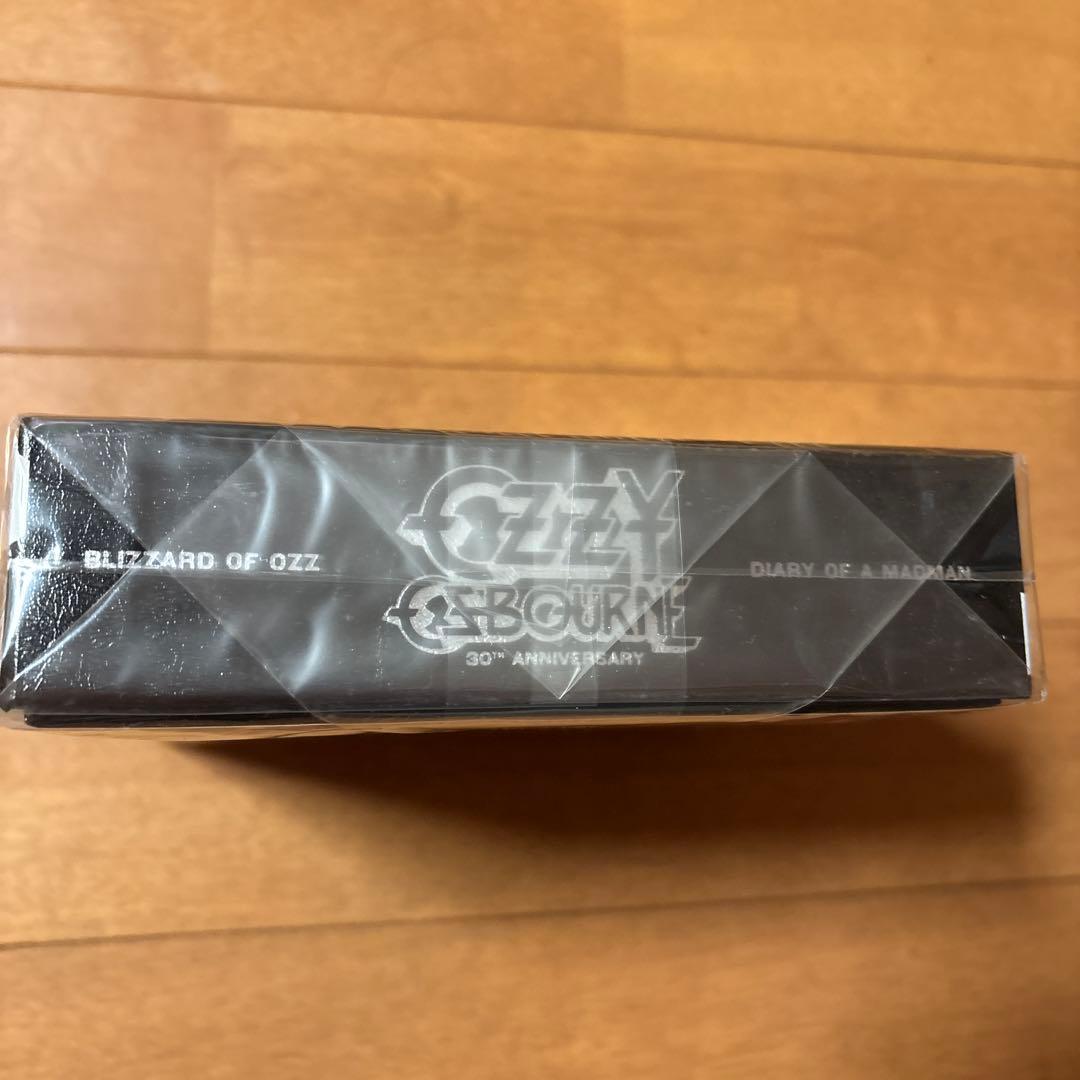 BLIZZARD OF OZZ
OZZY
OSBOURNE
30TH ANNIVERSARY
DIARY OF A MADMAN